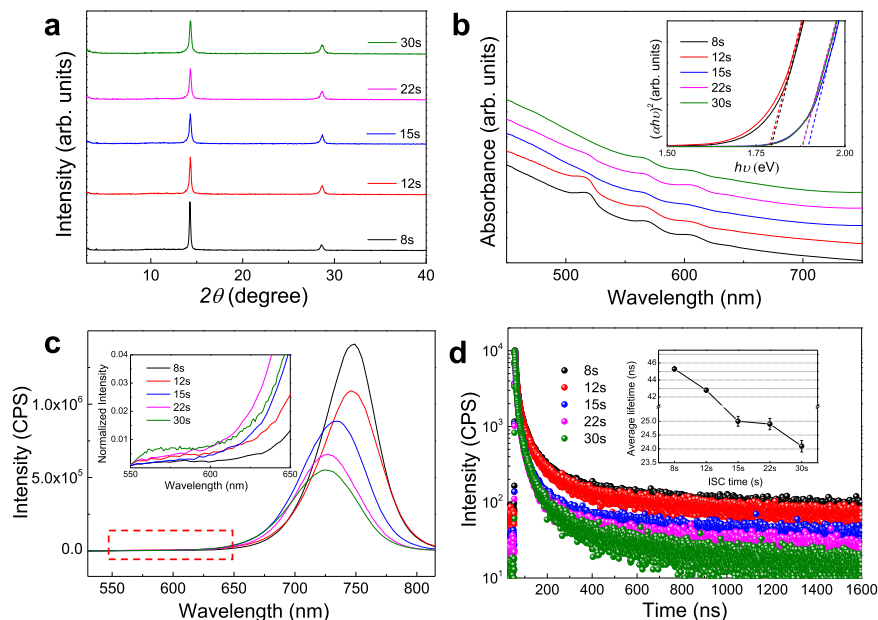 a
30s
22s
15s
12s
8s
Intensity (arb. units)
10 20 30 40
2θ (degree)
b
8s
12s
15s
22s
30s
(αhυ)² (arb. units)
1.50 1.75 2.00
hυ (eV)
Absorbance (arb. units)
500 600 700
Wavelength (nm)
c
8s
12s
15s
22s
30s
Normalized Intensity
0.04
0.03
0.02
0.01
550 600 650
Wavelength (nm)
Intensity (CPS)
1.0x10⁶
5.0x10⁵
0.0
550 600 650 700 750 800
Wavelength (nm)
d
8s
12s
15s
22s
30s
Average lifetime (ns)
46
44
42
25.0
24.5
24.0
23.5
8s 12s 15s 22s 30s
ISC time (s)
Intensity (CPS)
10⁴
10³
10²
10¹
200 400 600 800 1000 1200 1400 1600
Time (ns)